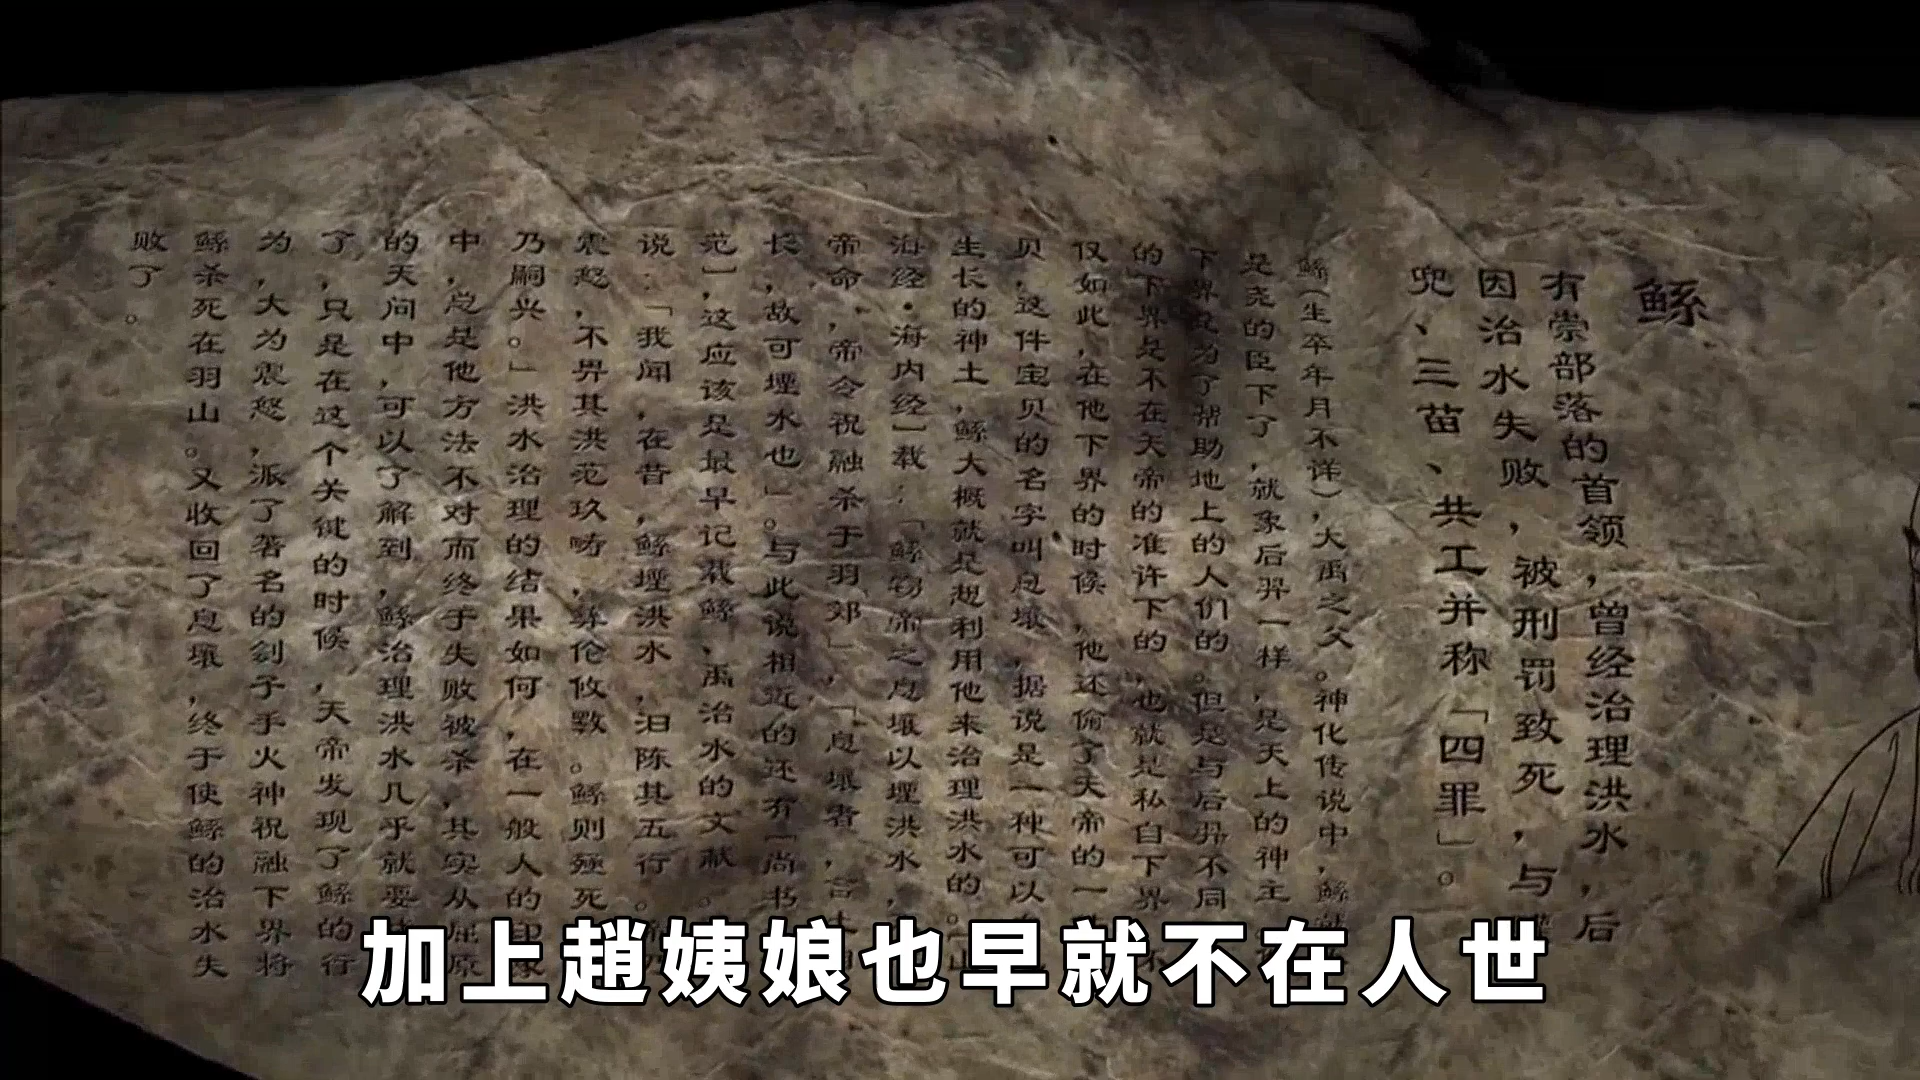 鲧
有崇部落的首领，曾经治理洪水，后
因治水失败，被刑罚致死，与
兜、三苗、共工并称「四罪」。
鲧（生卒年月不详），大禹之父。神化传说中，鲧
是尧的臣下了，就象后羿一样，是天上的神主
下界是为了帮助地上的人们的。但是与后羿不同
的下界是不在天帝的准许下的，也就是私自下界
仅如此，在他下界的时候，他还偷了天帝的一
贝，这件宝贝的名字叫息壤，据说是一种可以
生长的神土，鲧大概就是想利用他来治理洪水的。
海经·海内经】载：「鲧窃帝之息壤以堙洪水，
帝命，帝令祝融杀于羽郊」，「息壤者，言土
长，故可堙水也」。与此说相近的还有【尚书
范】，这应该是最早记载鲧、禹治水的文献。
说：「我闻，在昔，鲧堙洪水，汩陈其五行。帝乃
震怒，不畀其洪范玖畴，彝伦攸斁。鲧则殛死
乃嗣兴。」洪水治理的结果如何，在一般人的印象
中，总是他方法不对而终于失败被杀，其实从屈原
的天问中，可以了解到，鲧治理洪水几乎就要
了，只是在这个关键的时候，天帝发现了鲧的行
为，大为震怒，派了著名的刽子手火神祝融下界将
鲧杀死在羽山。又收回了息壤，终于使鲧的治水失
败了。
加上趙姨娘也早就不在人世